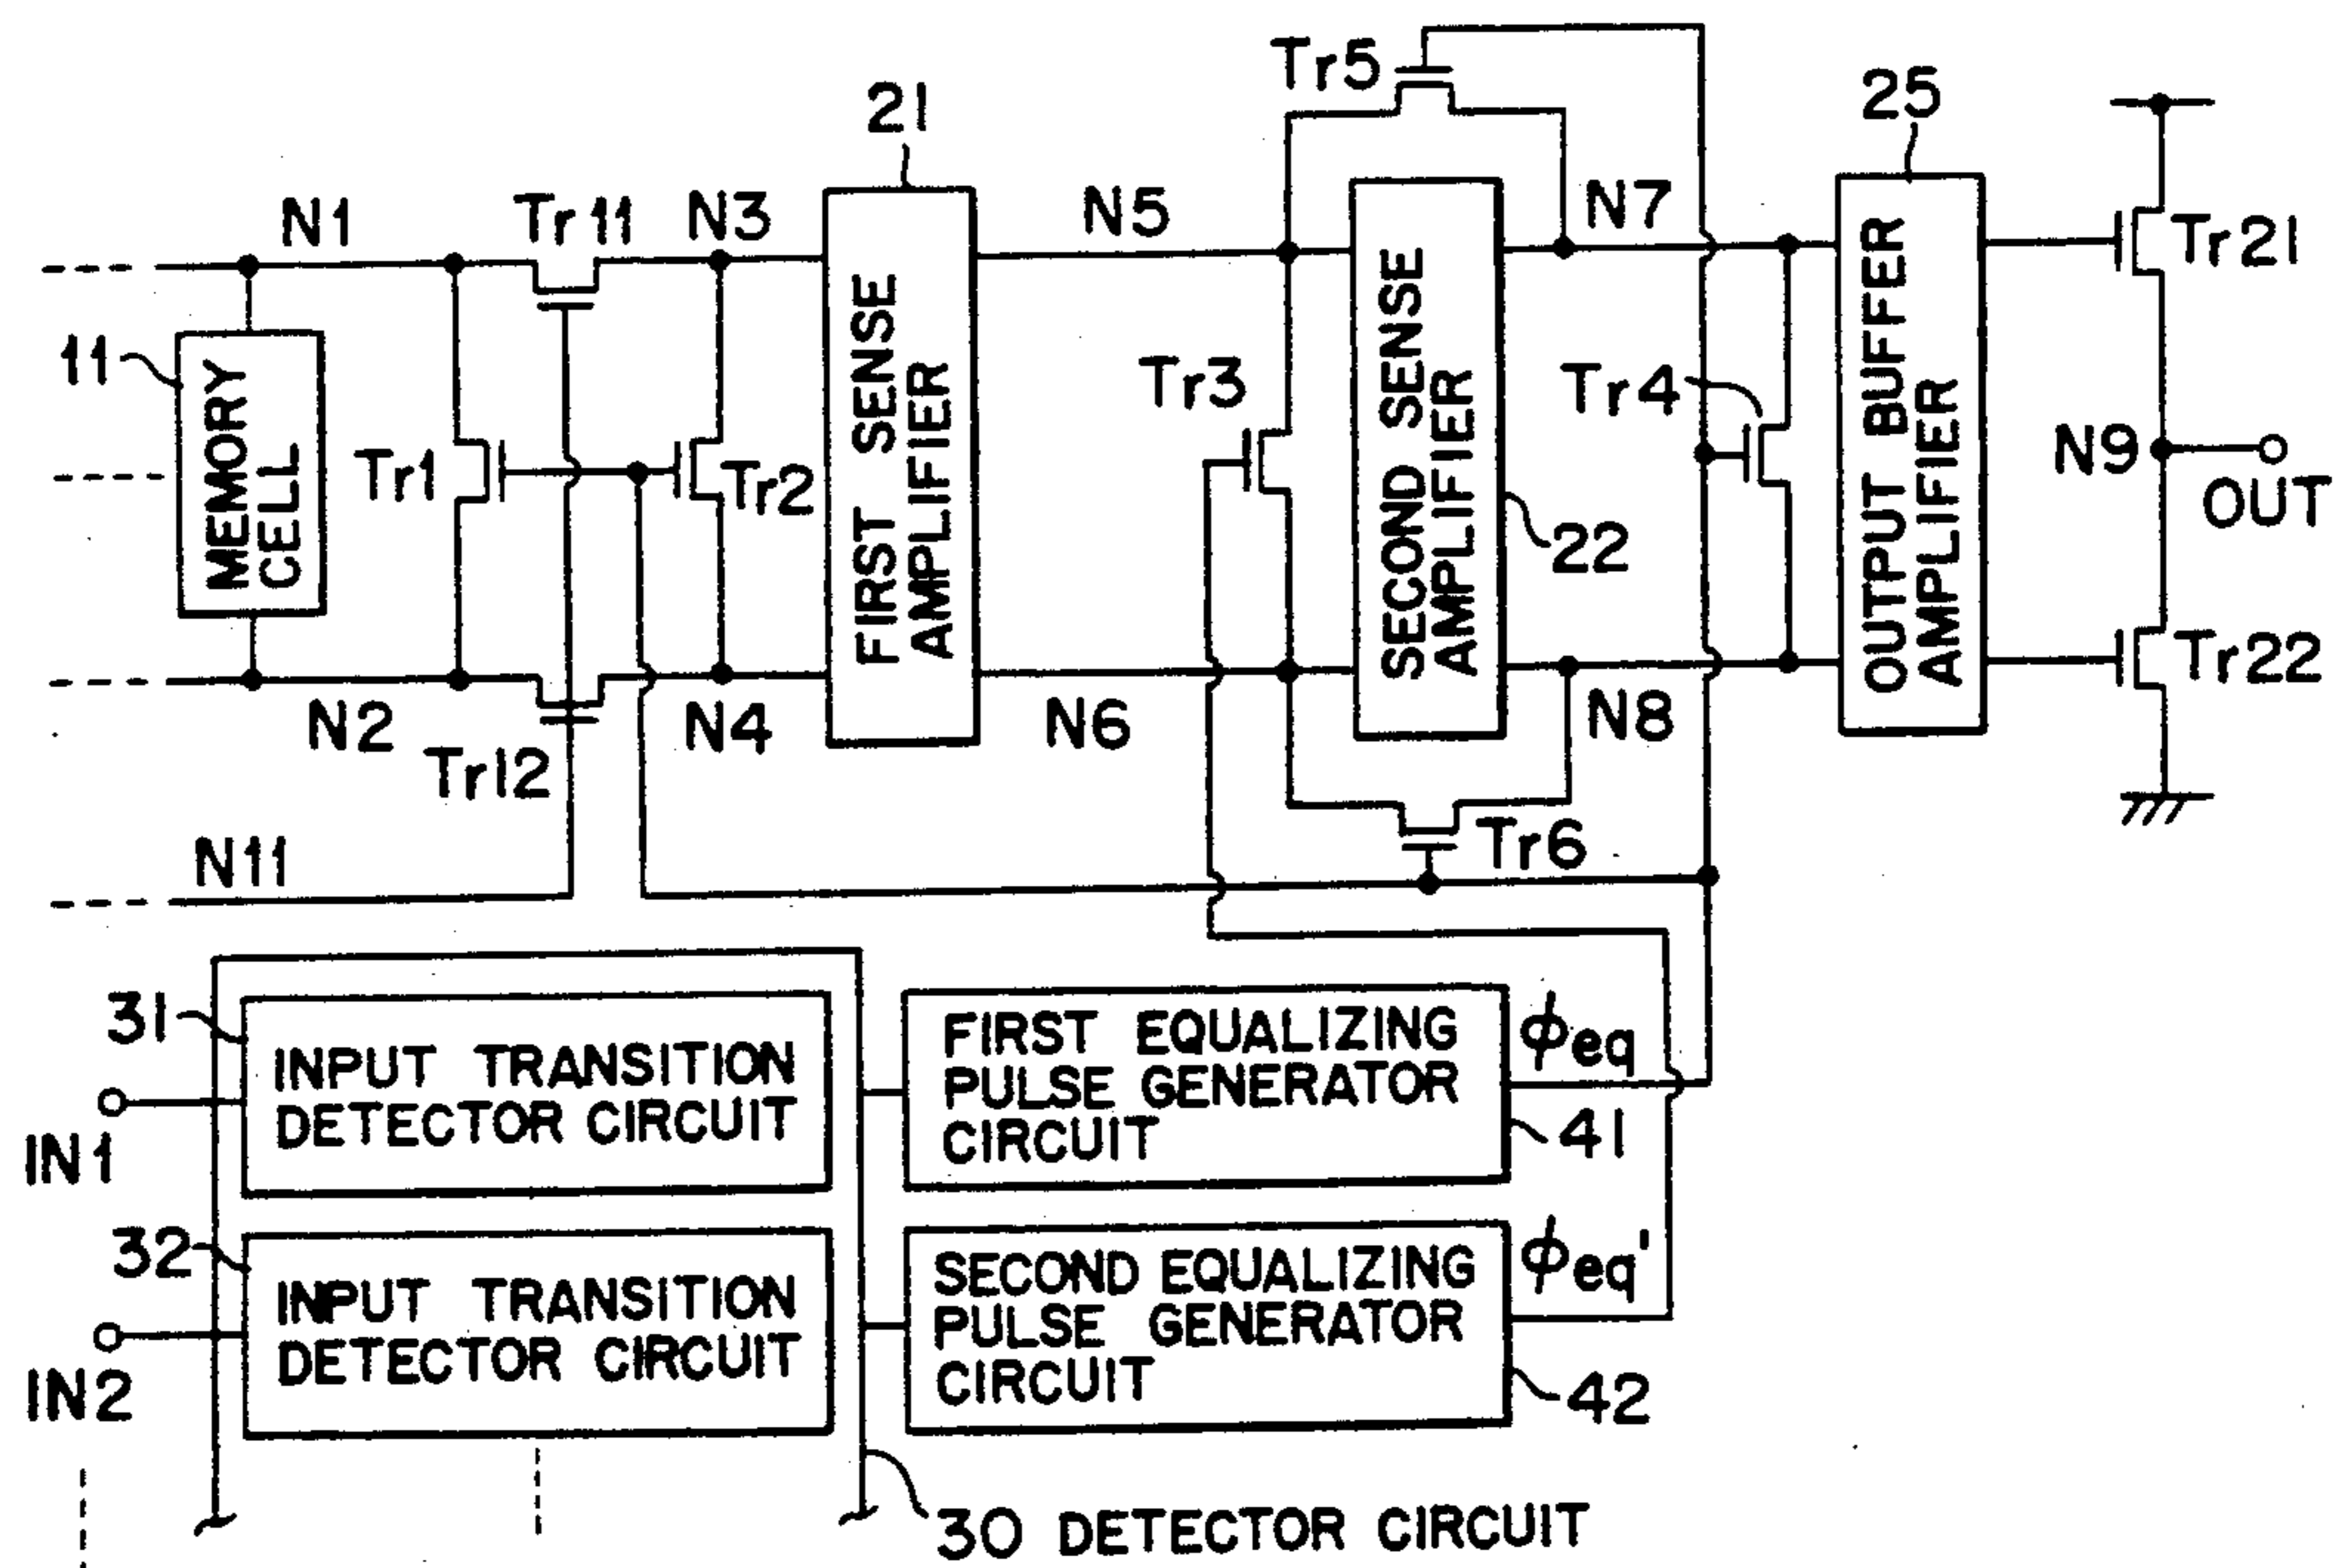 Tr5
21
25
N1
Tr11
N3
N5
N7
Tr21
11
MEMORY
CELL
Tr1
Tr2
FIRST SENSE
AMPLIFIER
Tr3
SECOND SENSE
AMPLIFIER
22
Tr4
OUTPUT BUFFER
AMPLIFIER
N9
OUT
N2
Tr12
N4
N6
N8
Tr22
Tr6
N11
31
INPUT TRANSITION
DETECTOR CIRCUIT
IN1
FIRST EQUALIZING
PULSE GENERATOR
CIRCUIT
ϕeq
41
32
INPUT TRANSITION
DETECTOR CIRCUIT
IN2
SECOND EQUALIZING
PULSE GENERATOR
CIRCUIT
ϕeq'
42
30 DETECTOR CIRCUIT